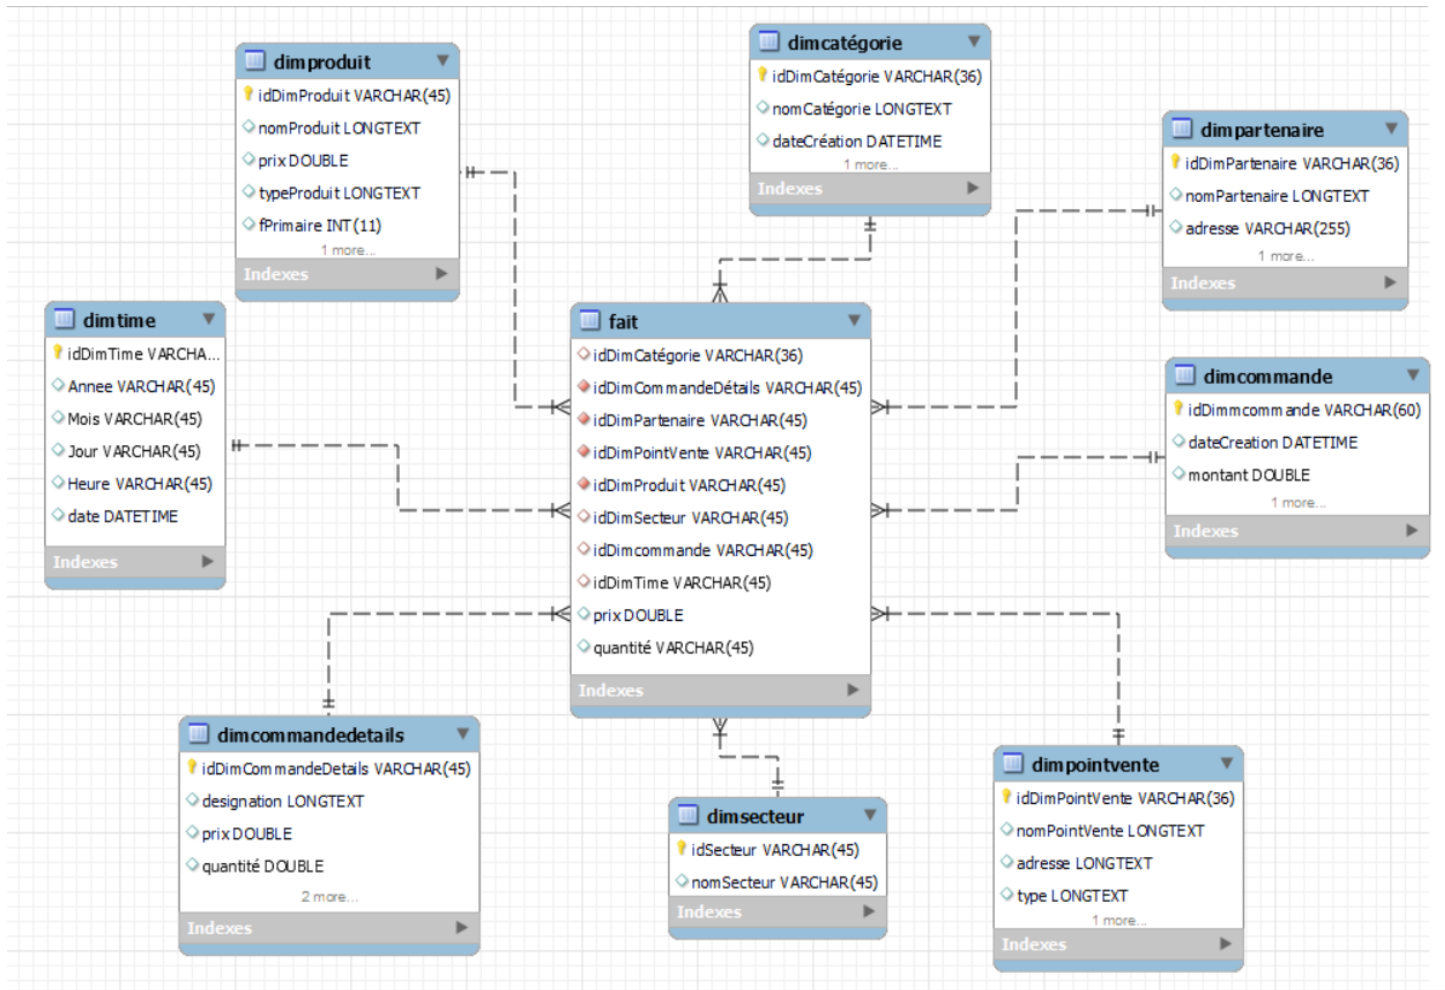 dimproduit
idDimProduit VARCHAR(45)
nomProduit LONGTEXT
prix DOUBLE
typeProduit LONGTEXT
fPrimaire INT(11)
1 more...
Indexes
dimcatégorie
idDimCatégorie VARCHAR(36)
nomCatégorie LONGTEXT
dateCréation DATETIME
1 more...
Indexes
dimpartenaire
idDimPartenaire VARCHAR(36)
nomPartenaire LONGTEXT
adresse VARCHAR(255)
1 more...
Indexes
dimtime
idDimTime VARCHA...
Annee VARCHAR(45)
Mois VARCHAR(45)
Jour VARCHAR(45)
Heure VARCHAR(45)
date DATETIME
Indexes
fait
idDimCatégorie VARCHAR(36)
idDimCommandeDétails VARCHAR(45)
idDimPartenaire VARCHAR(45)
idDimPointVente VARCHAR(45)
idDimProduit VARCHAR(45)
idDimSecteur VARCHAR(45)
idDimcommande VARCHAR(45)
idDimTime VARCHAR(45)
prix DOUBLE
quantité VARCHAR(45)
Indexes
dimcommande
idDimmcommande VARCHAR(60)
dateCreation DATETIME
montant DOUBLE
1 more...
Indexes
dimcommandedetails
idDimCommandeDetails VARCHAR(45)
designation LONGTEXT
prix DOUBLE
quantité DOUBLE
2 more...
Indexes
dimsecteur
idSecteur VARCHAR(45)
nomSecteur VARCHAR(45)
Indexes
dimpointvente
idDimPointVente VARCHAR(36)
nomPointVente LONGTEXT
adresse LONGTEXT
type LONGTEXT
1 more...
Indexes